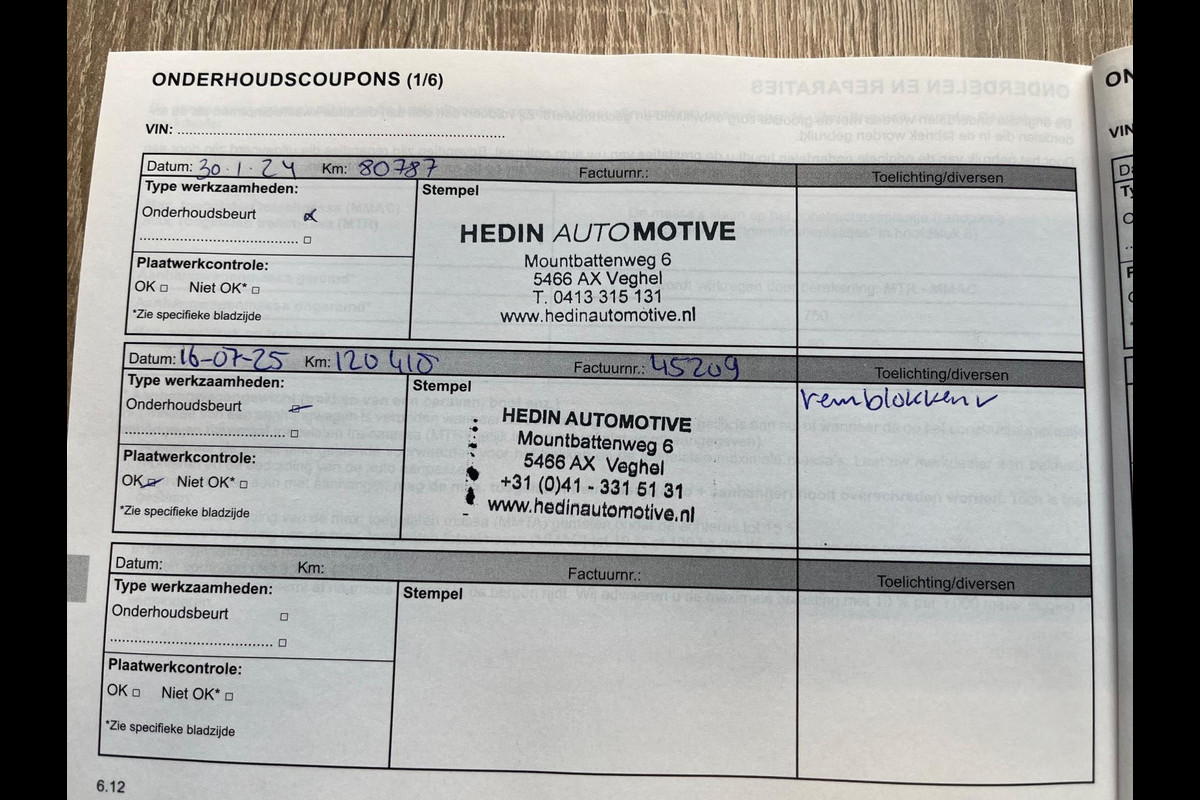 ONDERHOUDSCOUPONS (1/6)
VIN:
Datum: 30.1.24 Km: 80787 Factuurnr.: Toelichting/diversen
Type werkzaamheden:
Stempel
Onderhoudsbeurt
Plaatwerkcontrole:
OK Niet OK*
*Zie specifieke bladzijde
HEDIN AUTOMOTIVE
Mountbattenweg 6
5466 AX Veghel
T. 0413 315 131
www.hedinautomotive.nl
Datum: 16-07-25 Km: 120410 Factuurnr.: 45209 Toelichting/diversen
Type werkzaamheden:
Stempel
remblokken v
Onderhoudsbeurt
Plaatwerkcontrole:
OK Niet OK*
*Zie specifieke bladzijde
HEDIN AUTOMOTIVE
Mountbattenweg 6
5466 AX Veghel
+31 (0)41 - 331 51 31
www.hedinautomotive.nl
Datum: Km: Factuurnr.: Toelichting/diversen
Type werkzaamheden:
Stempel
Onderhoudsbeurt
Plaatwerkcontrole:
OK Niet OK*
*Zie specifieke bladzijde
6.12
ON
VIN